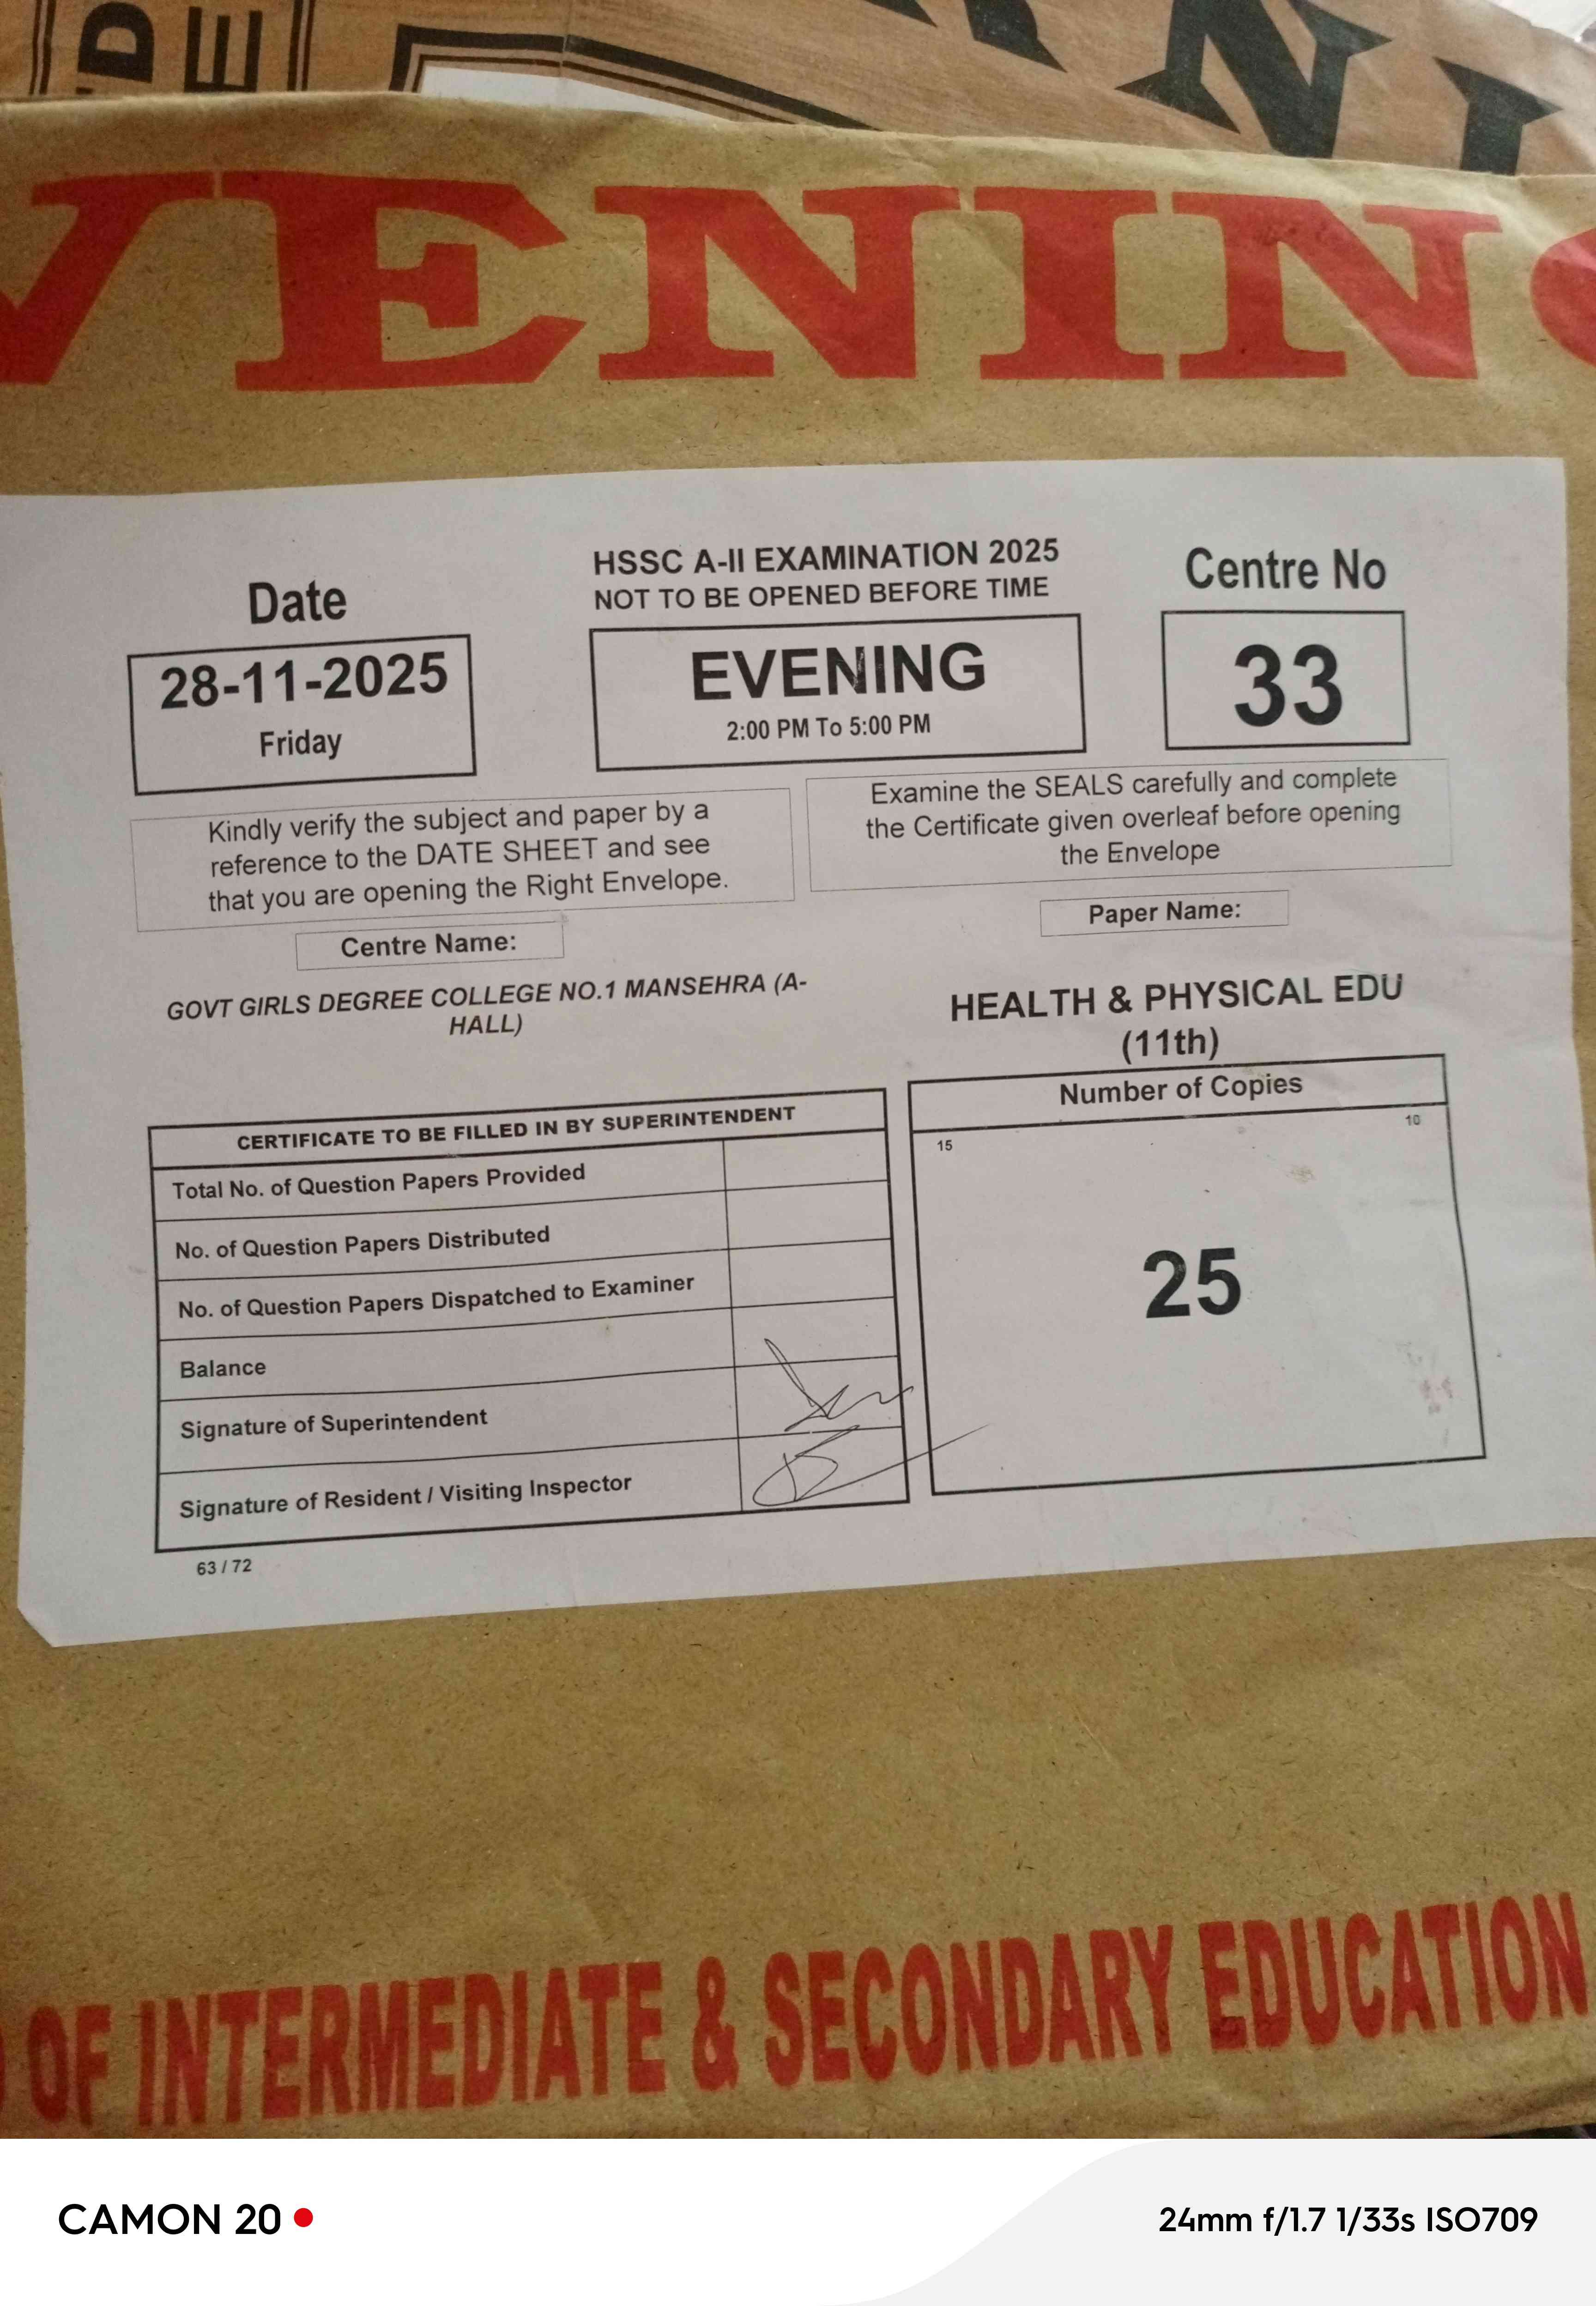 DE
INI
VENING
Date
28-11-2025
Friday
HSSC A-II EXAMINATION 2025
NOT TO BE OPENED BEFORE TIME
EVENING
2:00 PM To 5:00 PM
Centre No
33
Kindly verify the subject and paper by a
reference to the DATE SHEET and see
that you are opening the Right Envelope.
Examine the SEALS carefully and complete
the Certificate given overleaf before opening
the Envelope
Centre Name:
GOVT GIRLS DEGREE COLLEGE NO.1 MANSEHRA (A-
HALL)
Paper Name:
HEALTH & PHYSICAL EDU
(11th)
CERTIFICATE TO BE FILLED IN BY SUPERINTENDENT
Total No. of Question Papers Provided
No. of Question Papers Distributed
No. of Question Papers Dispatched to Examiner
Balance
Signature of Superintendent
Signature of Resident / Visiting Inspector
63 / 72
Number of Copies
15 10
25
OF INTERMEDIATE & SECONDARY EDUCATION
CAMON 20
24mm f/1.7 1/33s ISO709